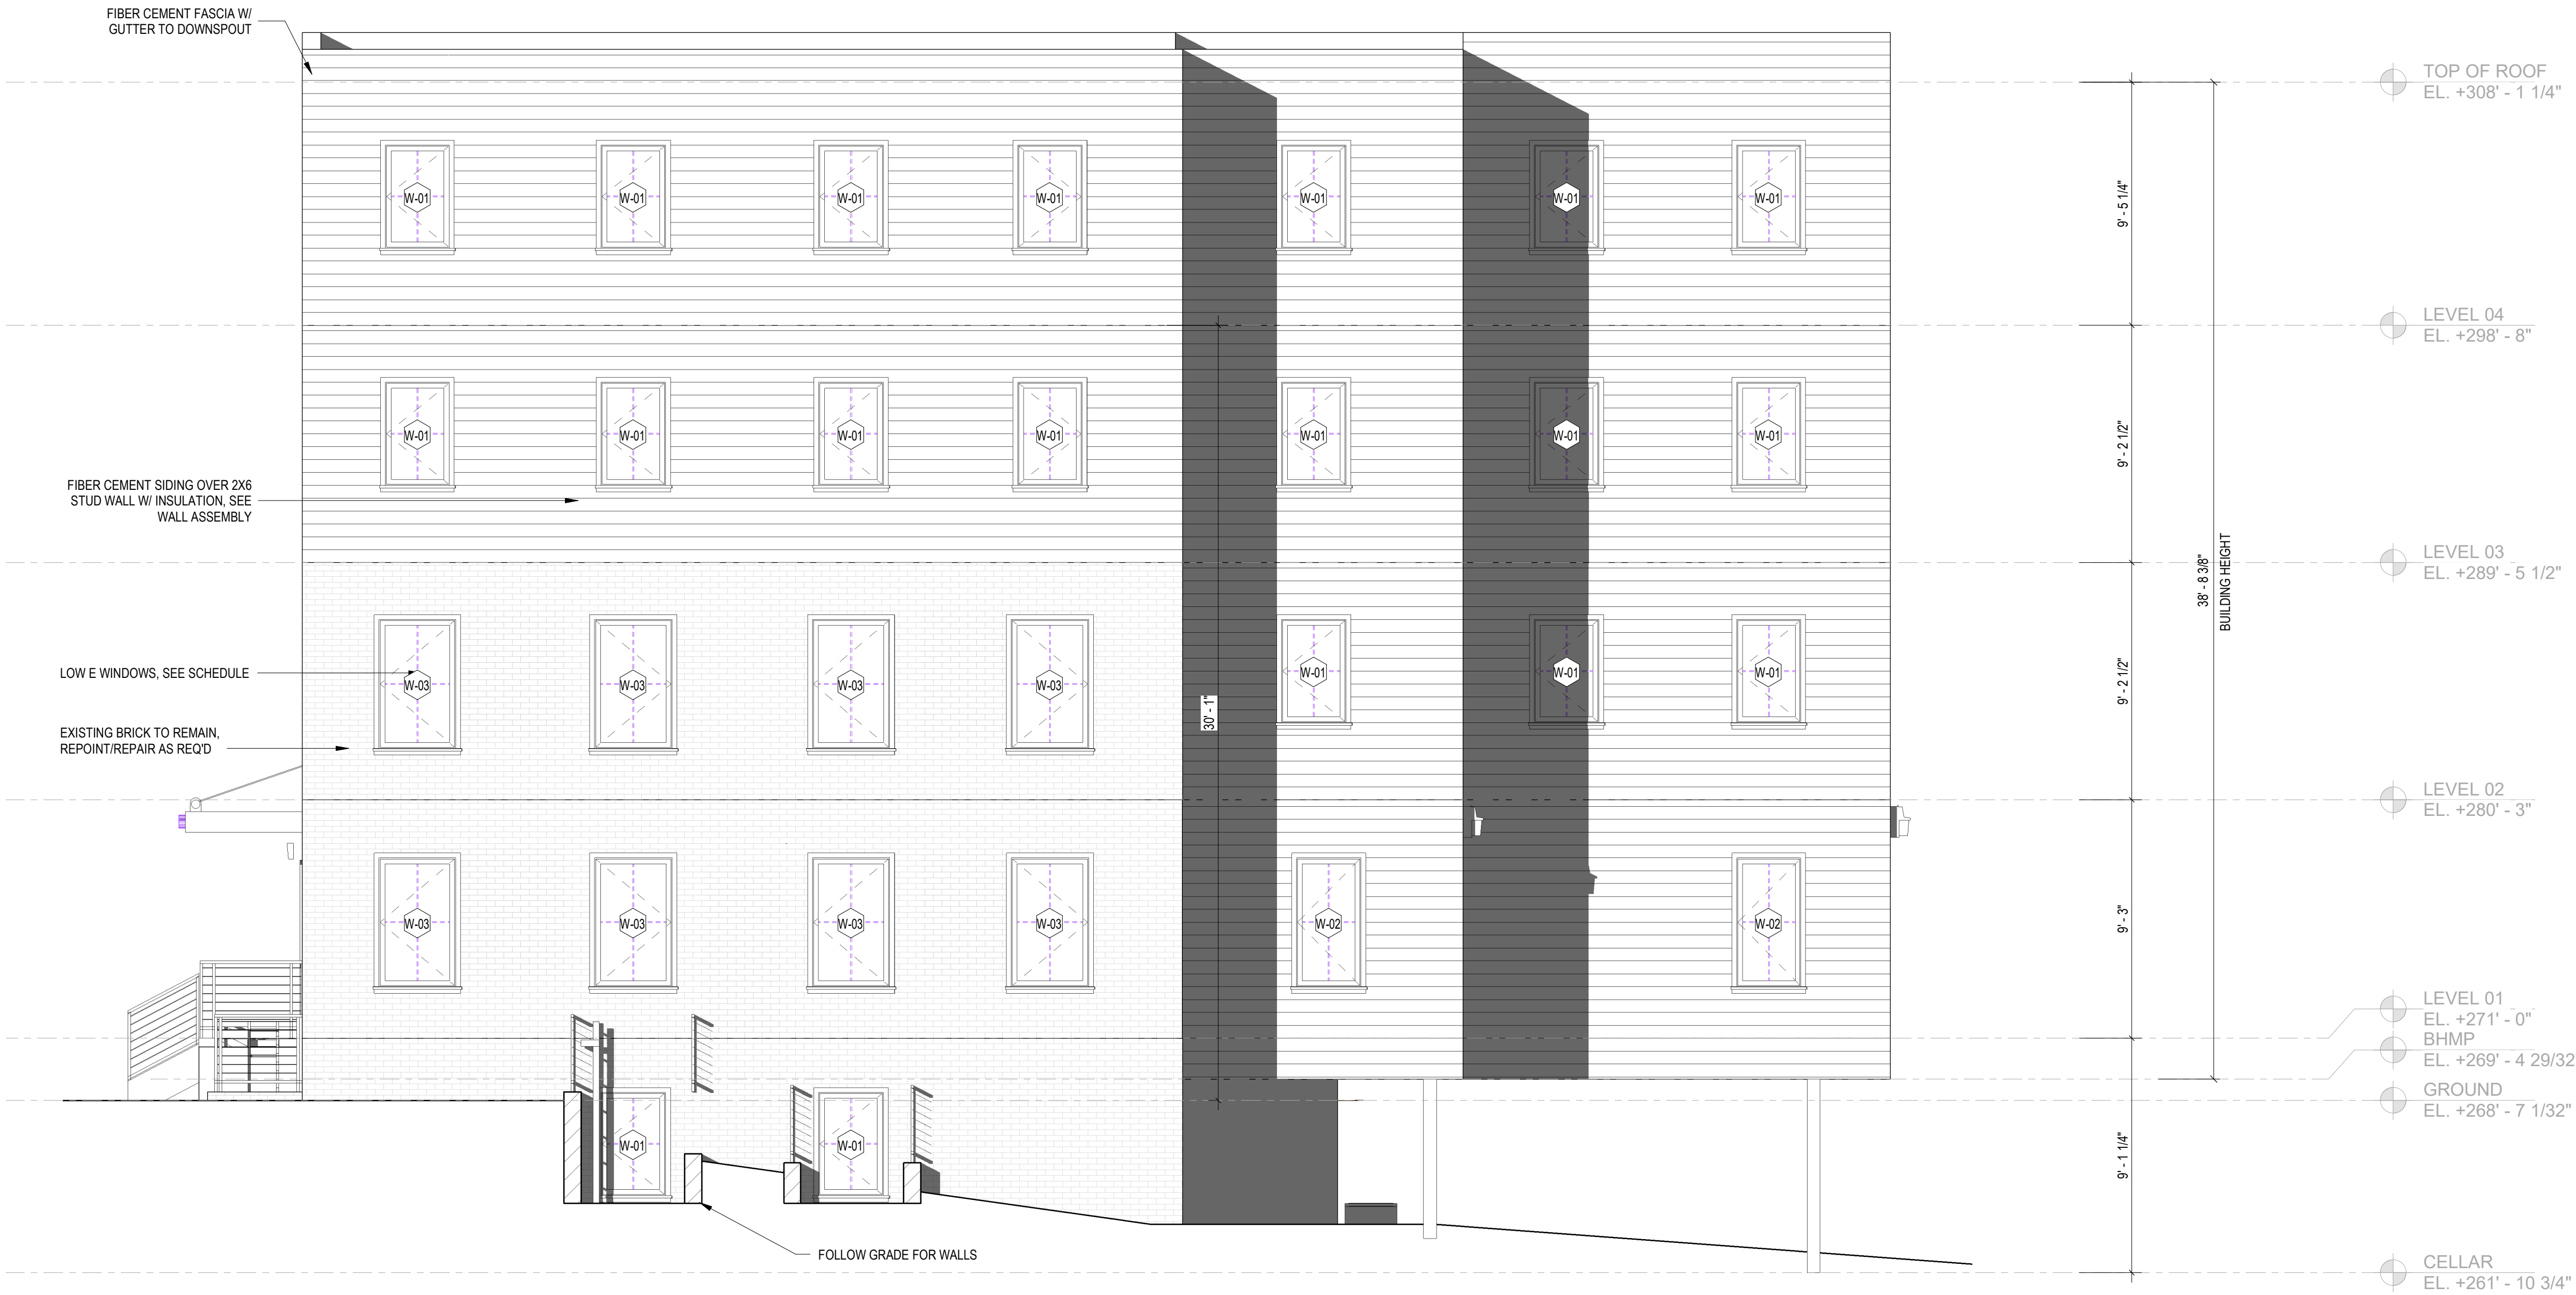 FIBER CEMENT FASCIA W/
GUTTER TO DOWNSPOUT
TOP OF ROOF
EL. +308' - 1 1/4"
W-01
W-01
W-01
W-01
W-01
W-01
W-01
9' - 5 1/4"
LEVEL 04
EL. +298' - 8"
W-01
W-01
W-01
W-01
W-01
W-01
W-01
9' - 2 1/2"
FIBER CEMENT SIDING OVER 2X6
STUD WALL W/ INSULATION, SEE
WALL ASSEMBLY
LEVEL 03
EL. +289' - 5 1/2"
38' - 8 3/8"
BUILDING HEIGHT
LOW E WINDOWS, SEE SCHEDULE
W-03
W-03
W-03
W-03
W-01
W-01
W-01
9' - 2 1/2"
30' - 1"
EXISTING BRICK TO REMAIN,
REPOINT/REPAIR AS REQ'D
LEVEL 02
EL. +280' - 3"
W-03
W-03
W-03
W-03
W-02
W-02
9' - 3"
LEVEL 01
EL. +271' - 0"
BHMP
EL. +269' - 4 29/32
GROUND
EL. +268' - 7 1/32"
W-01
W-01
9' - 1 1/4"
FOLLOW GRADE FOR WALLS
CELLAR
EL. +261' - 10 3/4"